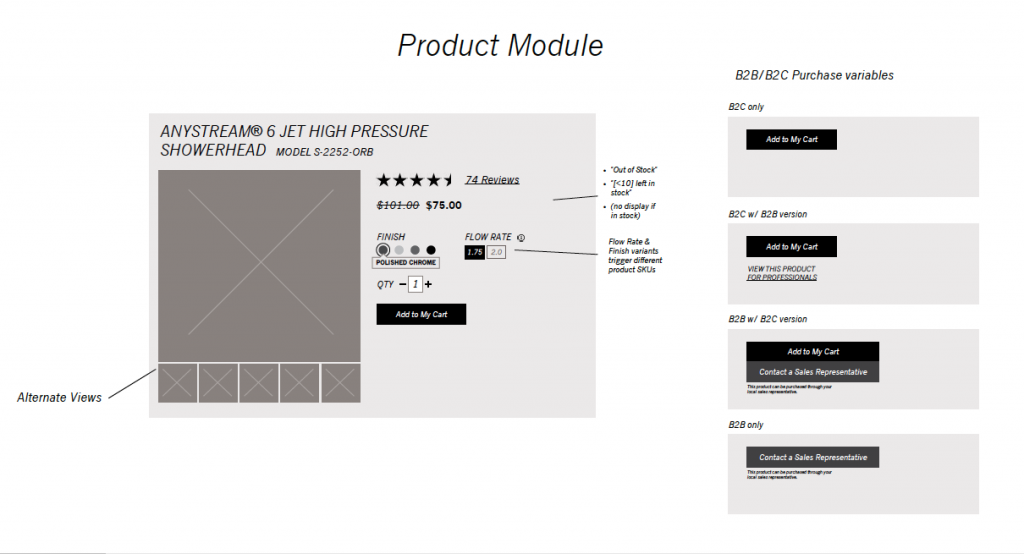 Product Module
ANYSTREAM® 6 JET HIGH PRESSURE
SHOWERHEAD MODEL S-2252-ORB
74 Reviews
$101.00 $75.00
FINISH
POLISHED CHROME
FLOW RATE
1.75 2.0
QTY – 1 +
Add to My Cart
Alternate Views
• "Out of Stock"
• "[<10] left in
stock"
• (no display if
in stock)
Flow Rate &
Finish variants
trigger different
product SKUs
B2B/B2C Purchase variables
B2C only
Add to My Cart
B2C w/ B2B version
Add to My Cart
VIEW THIS PRODUCT
FOR PROFESSIONALS
B2B w/ B2C version
Add to My Cart
Contact a Sales Representative
This product can be purchased through your
local sales representative.
B2B only
Contact a Sales Representative
This product can be purchased through your
local sales representative.